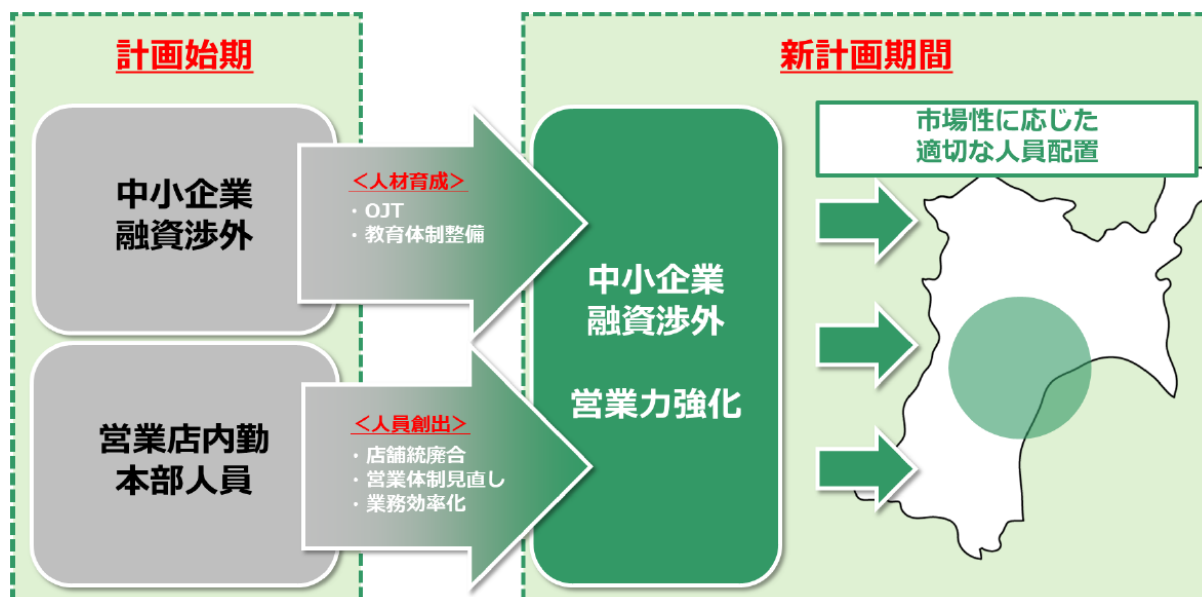 計画始期
新計画期間
中小企業
融資渉外
<人材育成>
・OJT
・教育体制整備
営業店内勤
本部人員
<人員創出>
・店舗統廃合
・営業体制見直し
・業務効率化
中小企業
融資渉外
営業力強化
市場性に応じた
適切な人員配置